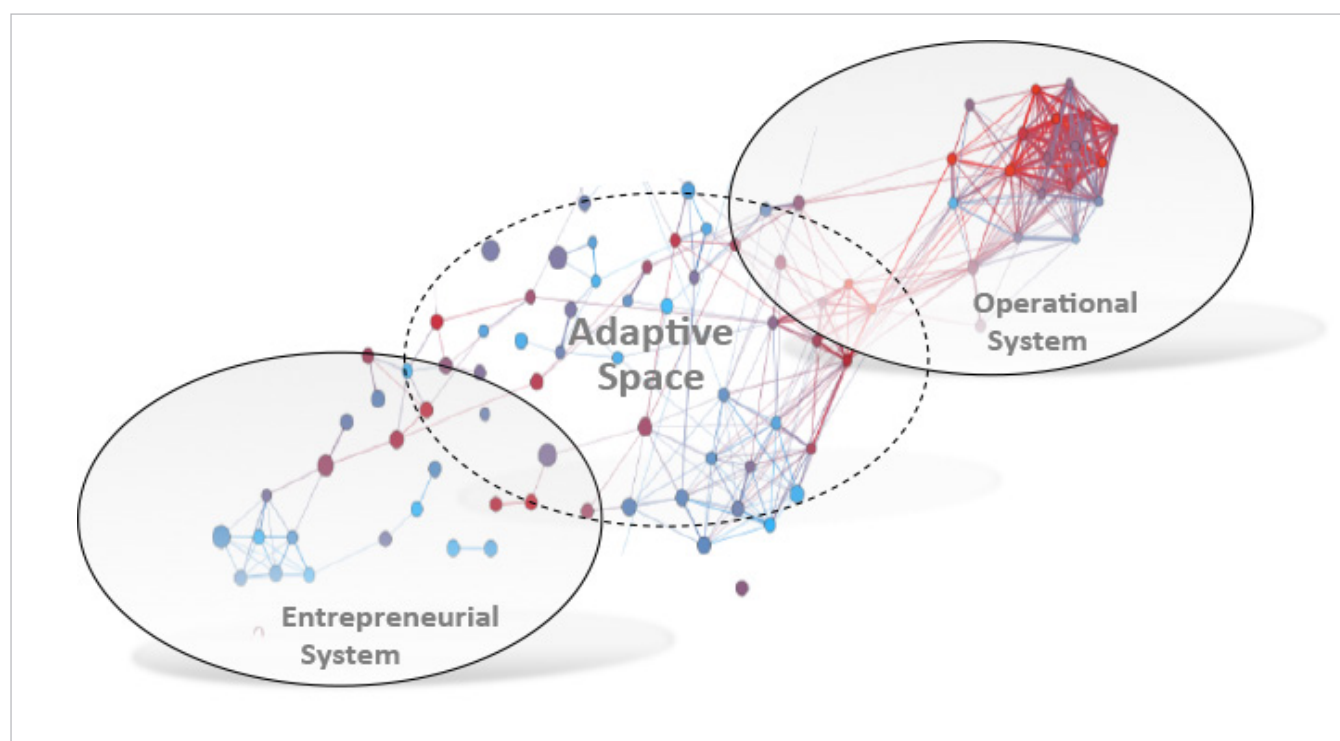 Operational
System
Adaptive
Space
Entrepreneurial
System